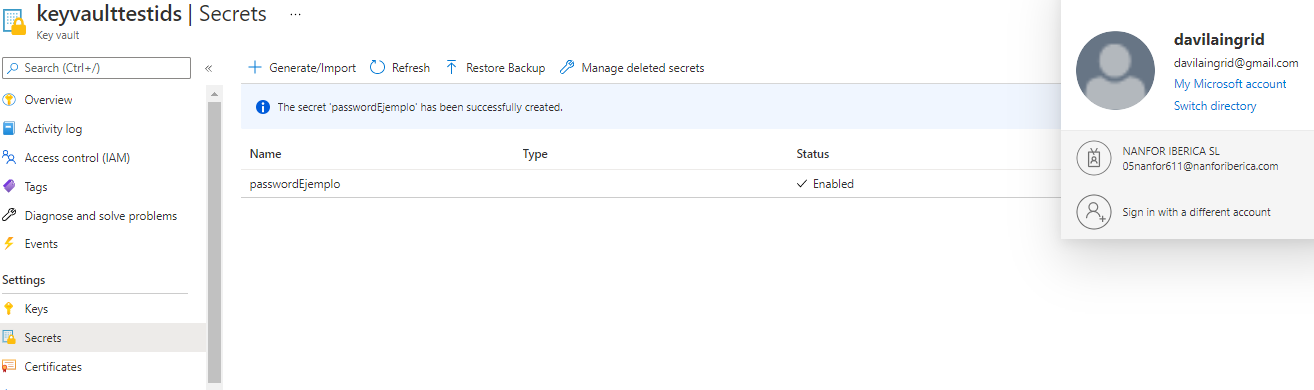 keyvaulttestids | Secrets ...
Key vault
Search (Ctrl+/)
«
Overview
Activity log
Access control (IAM)
Tags
Diagnose and solve problems
Events
Settings
Keys
Secrets
Certificates
Generate/Import Refresh Restore Backup Manage deleted secrets
The secret 'passwordEjemplo' has been successfully created.
Name Type Status
passwordEjemplo Enabled
davilaingrid
davilaingrid@gmail.com
My Microsoft account
Switch directory
NANFOR IBERICA SL
05nanfor611@nanforiberica.com
Sign in with a different account